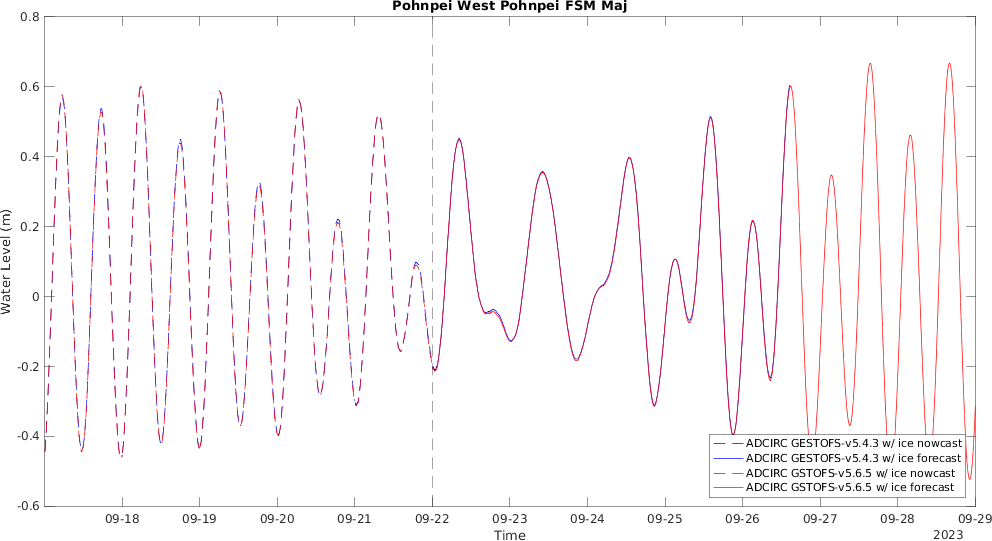 Pohnpei West Pohnpei FSM Maj
Water Level (m)
0.8
0.6
0.4
0.2
0
-0.2
-0.4
-0.6
ADCIRC GESTOFS-v5.4.3 w/ ice nowcast
ADCIRC GESTOFS-v5.4.3 w/ ice forecast
ADCIRC GSTOFS-v5.6.5 w/ ice nowcast
ADCIRC GSTOFS-v5.6.5 w/ ice forecast
09-18 09-19 09-20 09-21 09-22 09-23 09-24 09-25 09-26 09-27 09-28 09-29
Time
2023